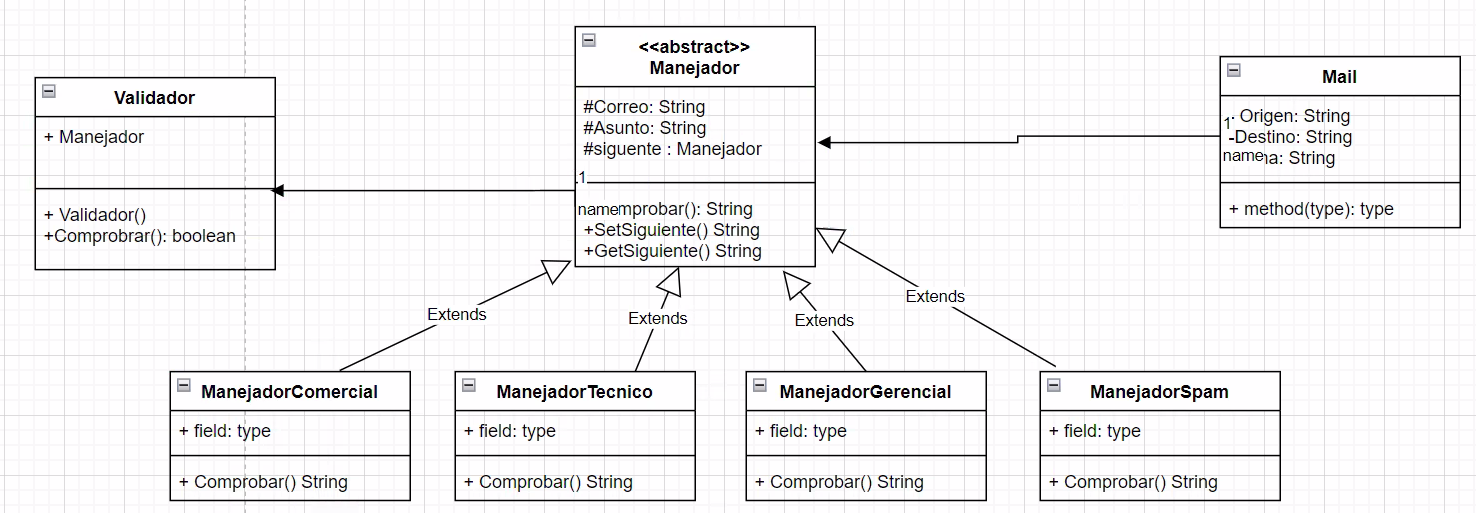 <<abstract>>
Manejador
#Correo: String
#Asunto: String
#siguente : Manejador
1
name
mprobar(): String
+SetSiguiente() String
+GetSiguiente() String
Validador
+ Manejador
+ Validador()
+Comprobrar(): boolean
Mail
1
- Origen: String
-Destino: String
name
a: String
+ method(type): type
Extends
Extends
Extends
Extends
ManejadorComercial
+ field: type
+ Comprobar() String
ManejadorTecnico
+ field: type
+ Comprobar() String
ManejadorGerencial
+ field: type
+ Comprobar() String
ManejadorSpam
+ field: type
+ Comprobar() String